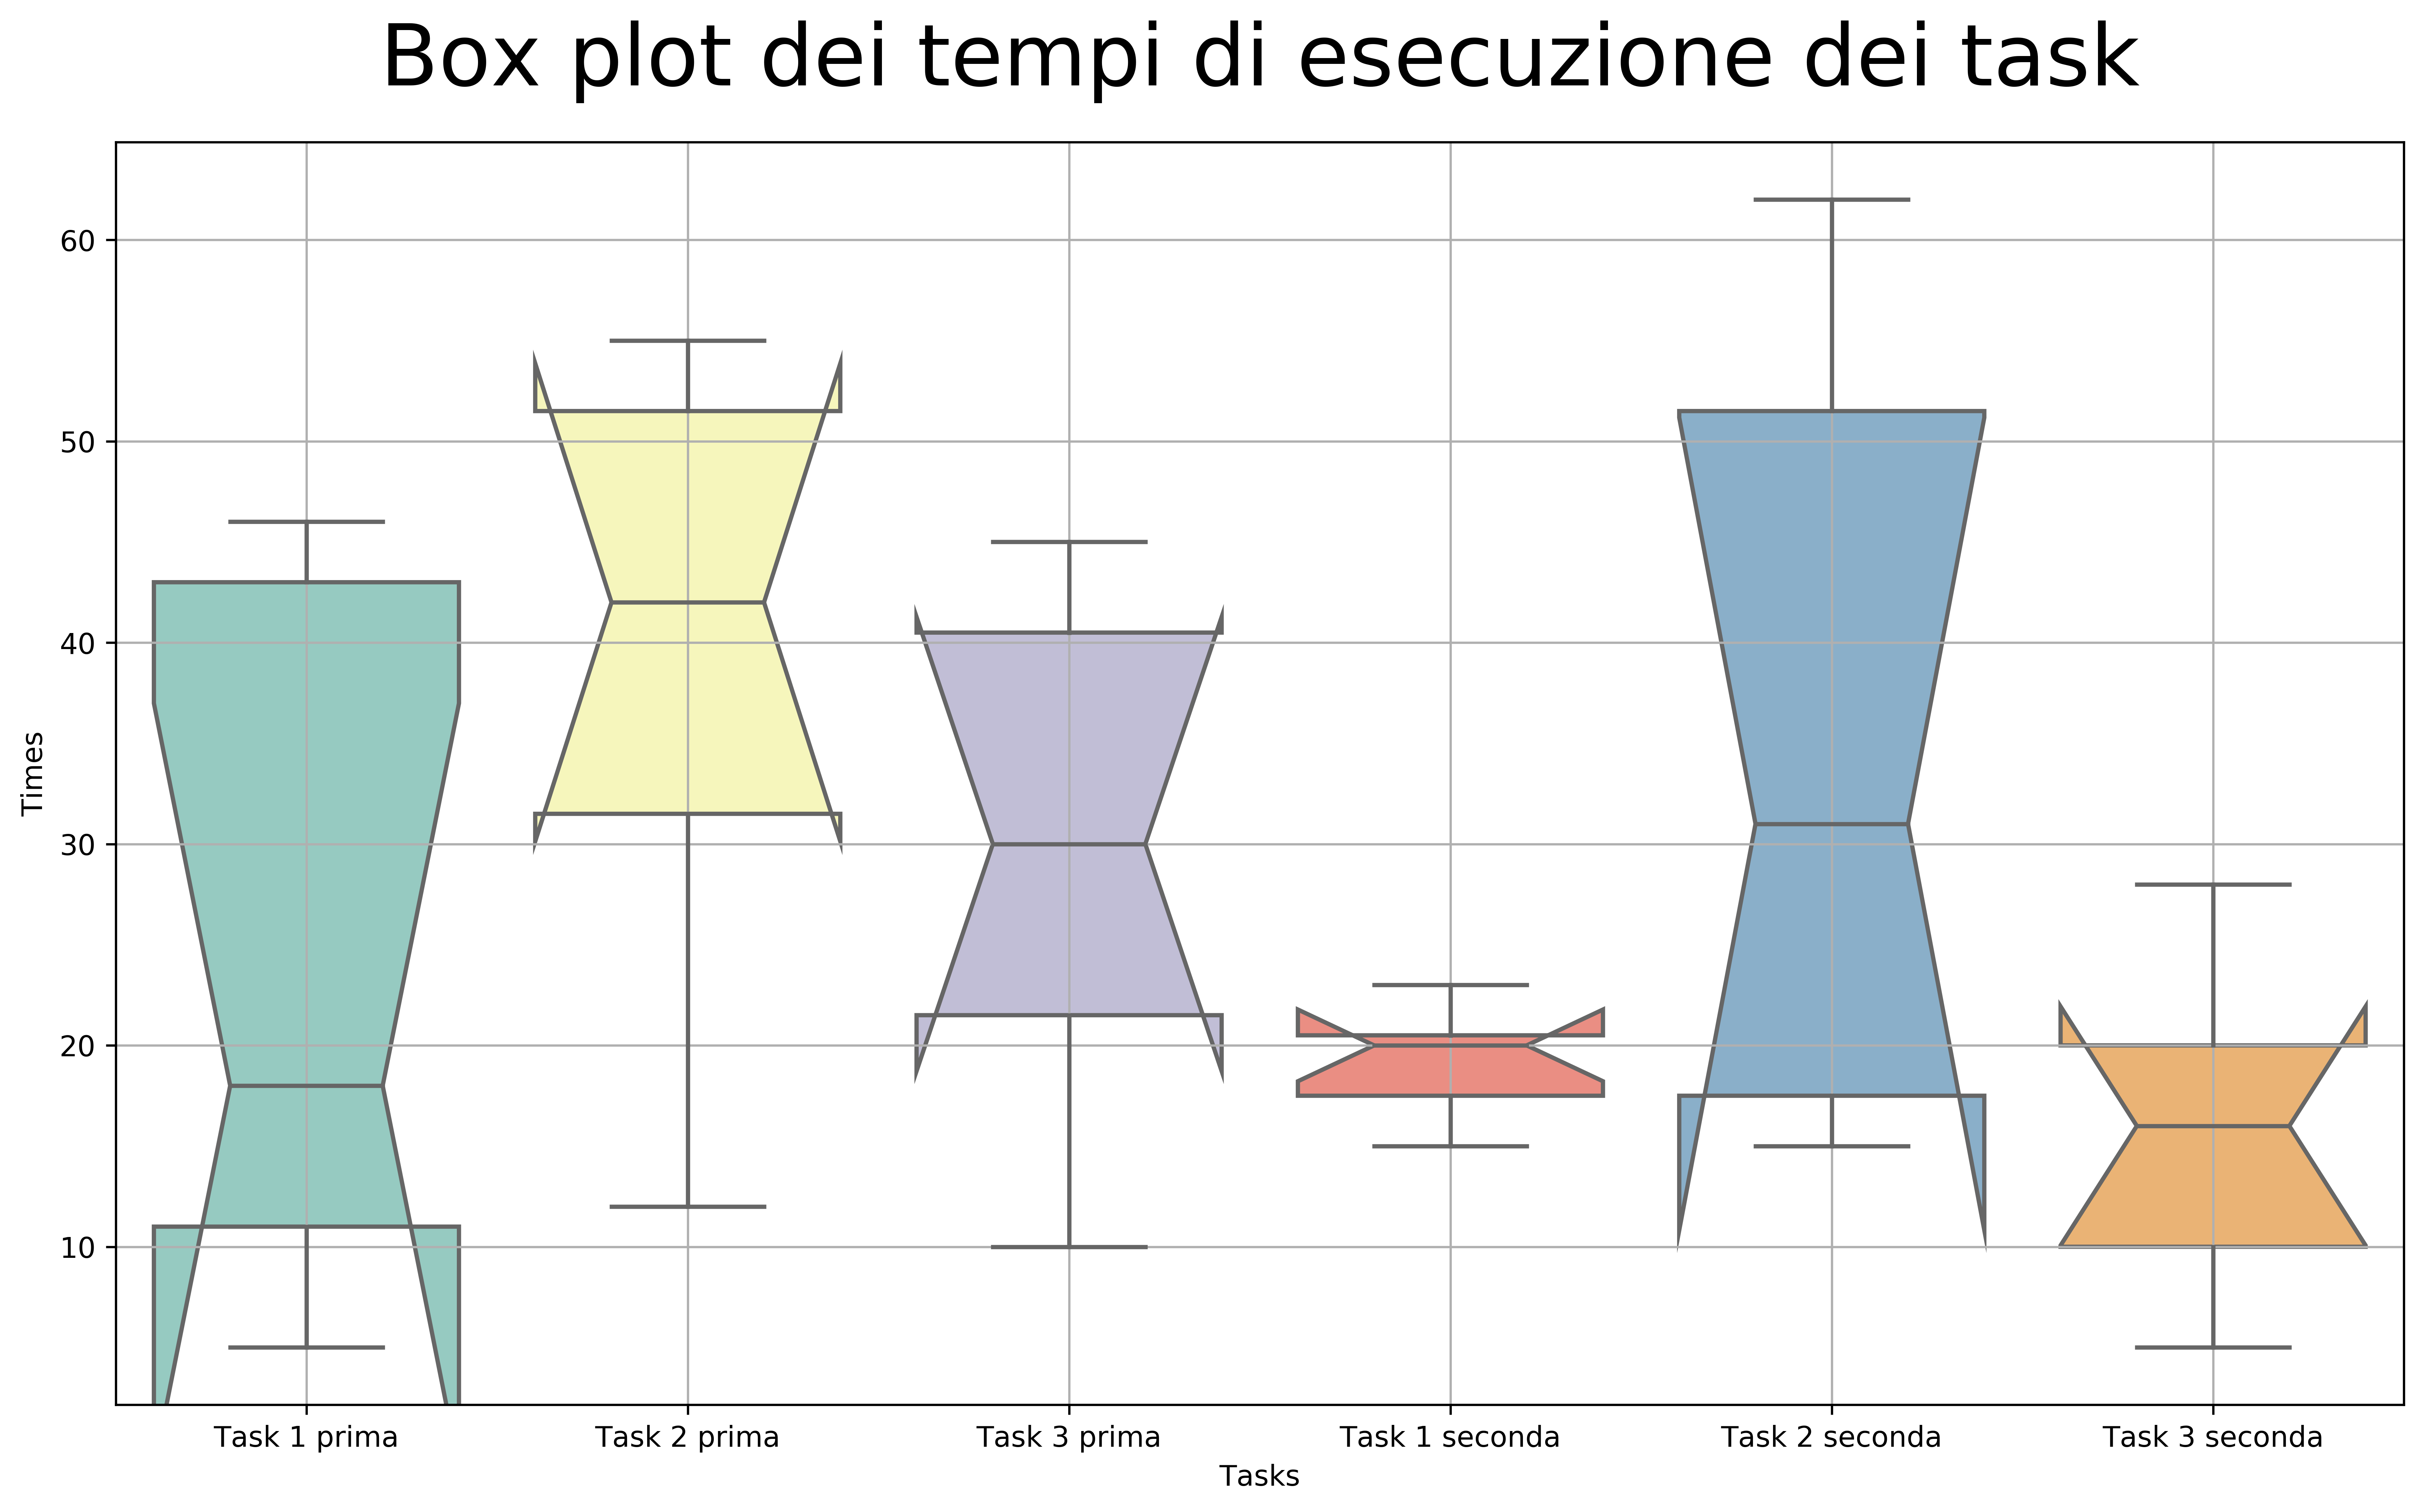 Box plot dei tempi di esecuzione dei task
Times
60
50
40
30
20
10
Task 1 prima
Task 2 prima
Task 3 prima
Task 1 seconda
Task 2 seconda
Task 3 seconda
Tasks